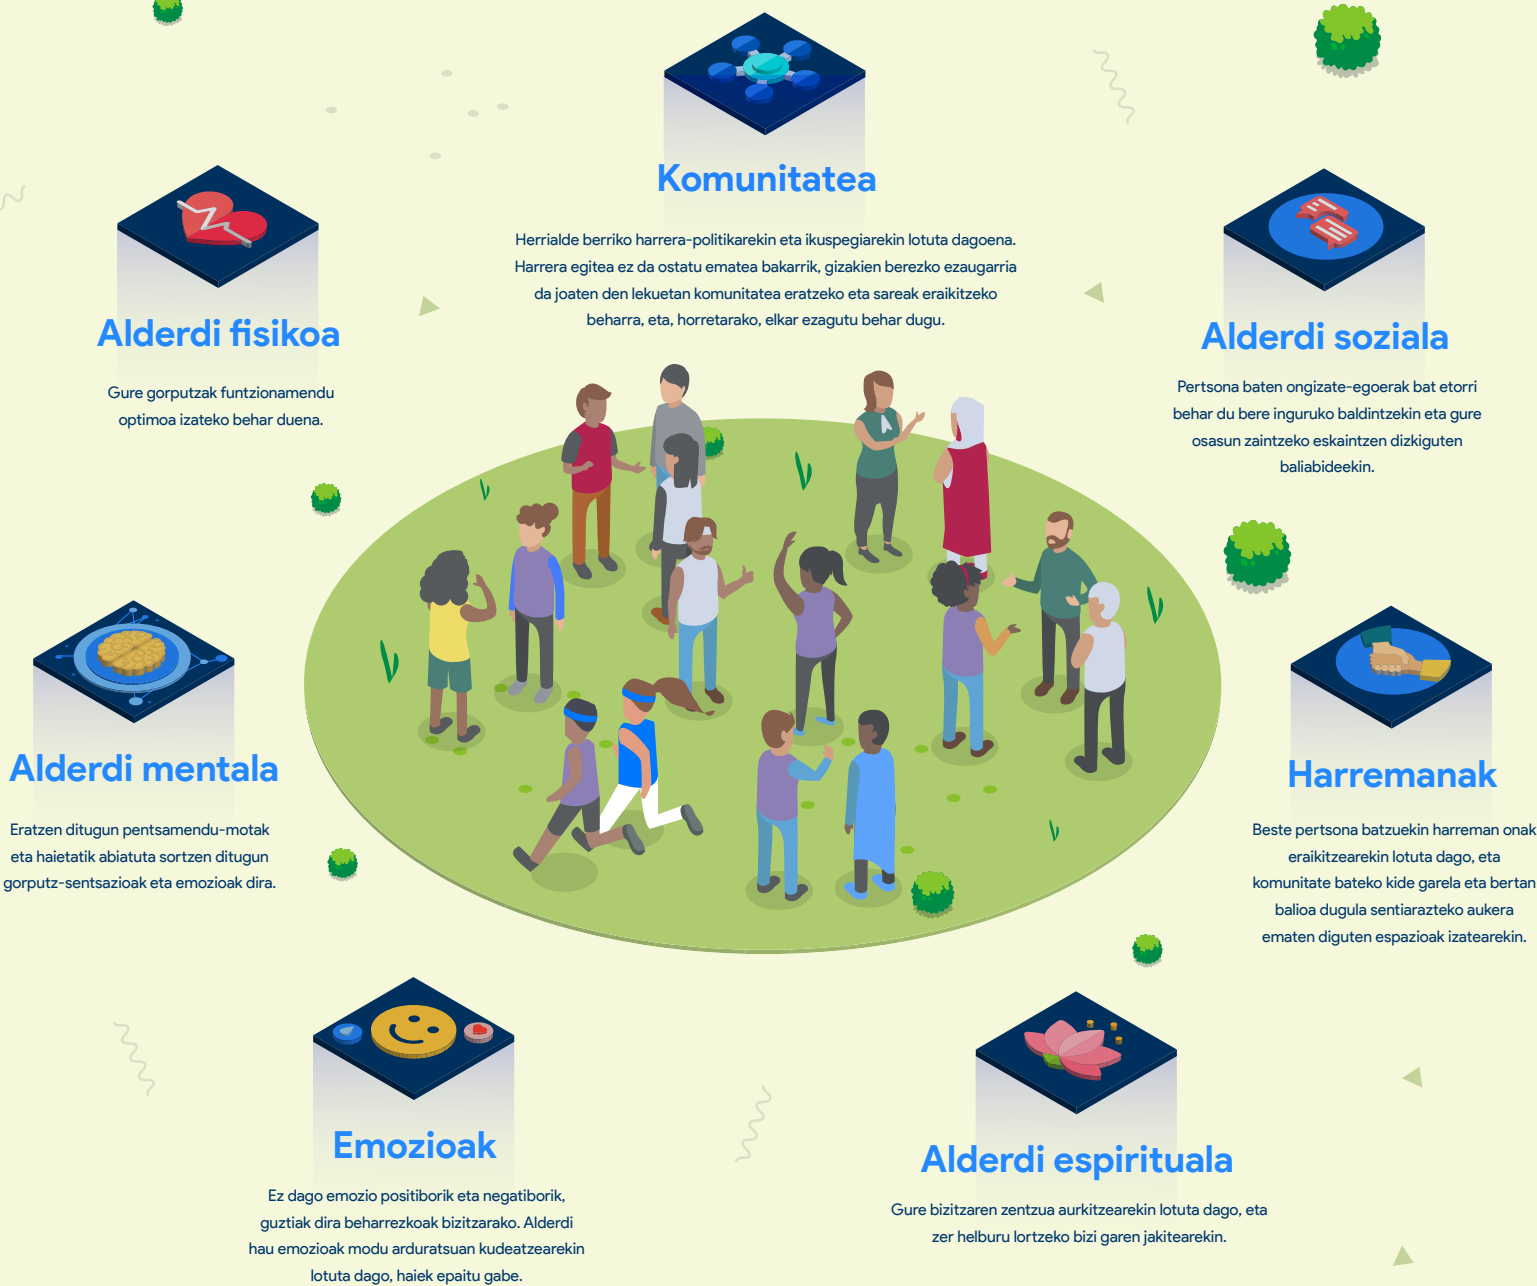 Komunitatea
Herrialde berriko harrera-politikarekin eta ikuspegiarekin lotuta dagoena.
Harrera egitea ez da ostatu ematea bakarrik, gizakien berezko ezaugarria
da joaten den lekuetan komunitatea eratzeko eta sareak eraikitzeko
beharra, eta, horretarako, elkar ezagutu behar dugu.
Alderdi fisikoa
Gure gorputzak funtzionamendu
optimoa izateko behar duena.
Alderdi soziala
Pertsona baten ongizate-egoerak bat etorri
behar du bere inguruko baldintzekin eta gure
osasun zaintzeko eskaintzen dizkiguten
baliabideekin.
Alderdi mentala
Eratzen ditugun pentsamendu-motak
eta haietatik abiatuta sortzen ditugun
gorputz-sentsazioak eta emozioak dira.
Harremanak
Beste pertsona batzuekin harreman onak
eraikitzearekin lotuta dago, eta
komunitate bateko kide garela eta bertan
balioa dugula sentiarazteko aukera
ematen diguten espazioak izatearekin.
Emozioak
Ez dago emozio positiborik eta negatiborik,
guztiak dira beharrezkoak bizitzarako. Alderdi
hau emozioak modu arduratsuan kudeatzearekin
lotuta dago, haiek epaitu gabe.
Alderdi espirituala
Gure bizitzaren zentzua aurkitzearekin lotuta dago, eta
zer helburu lortzeko bizi garen jakitearekin.